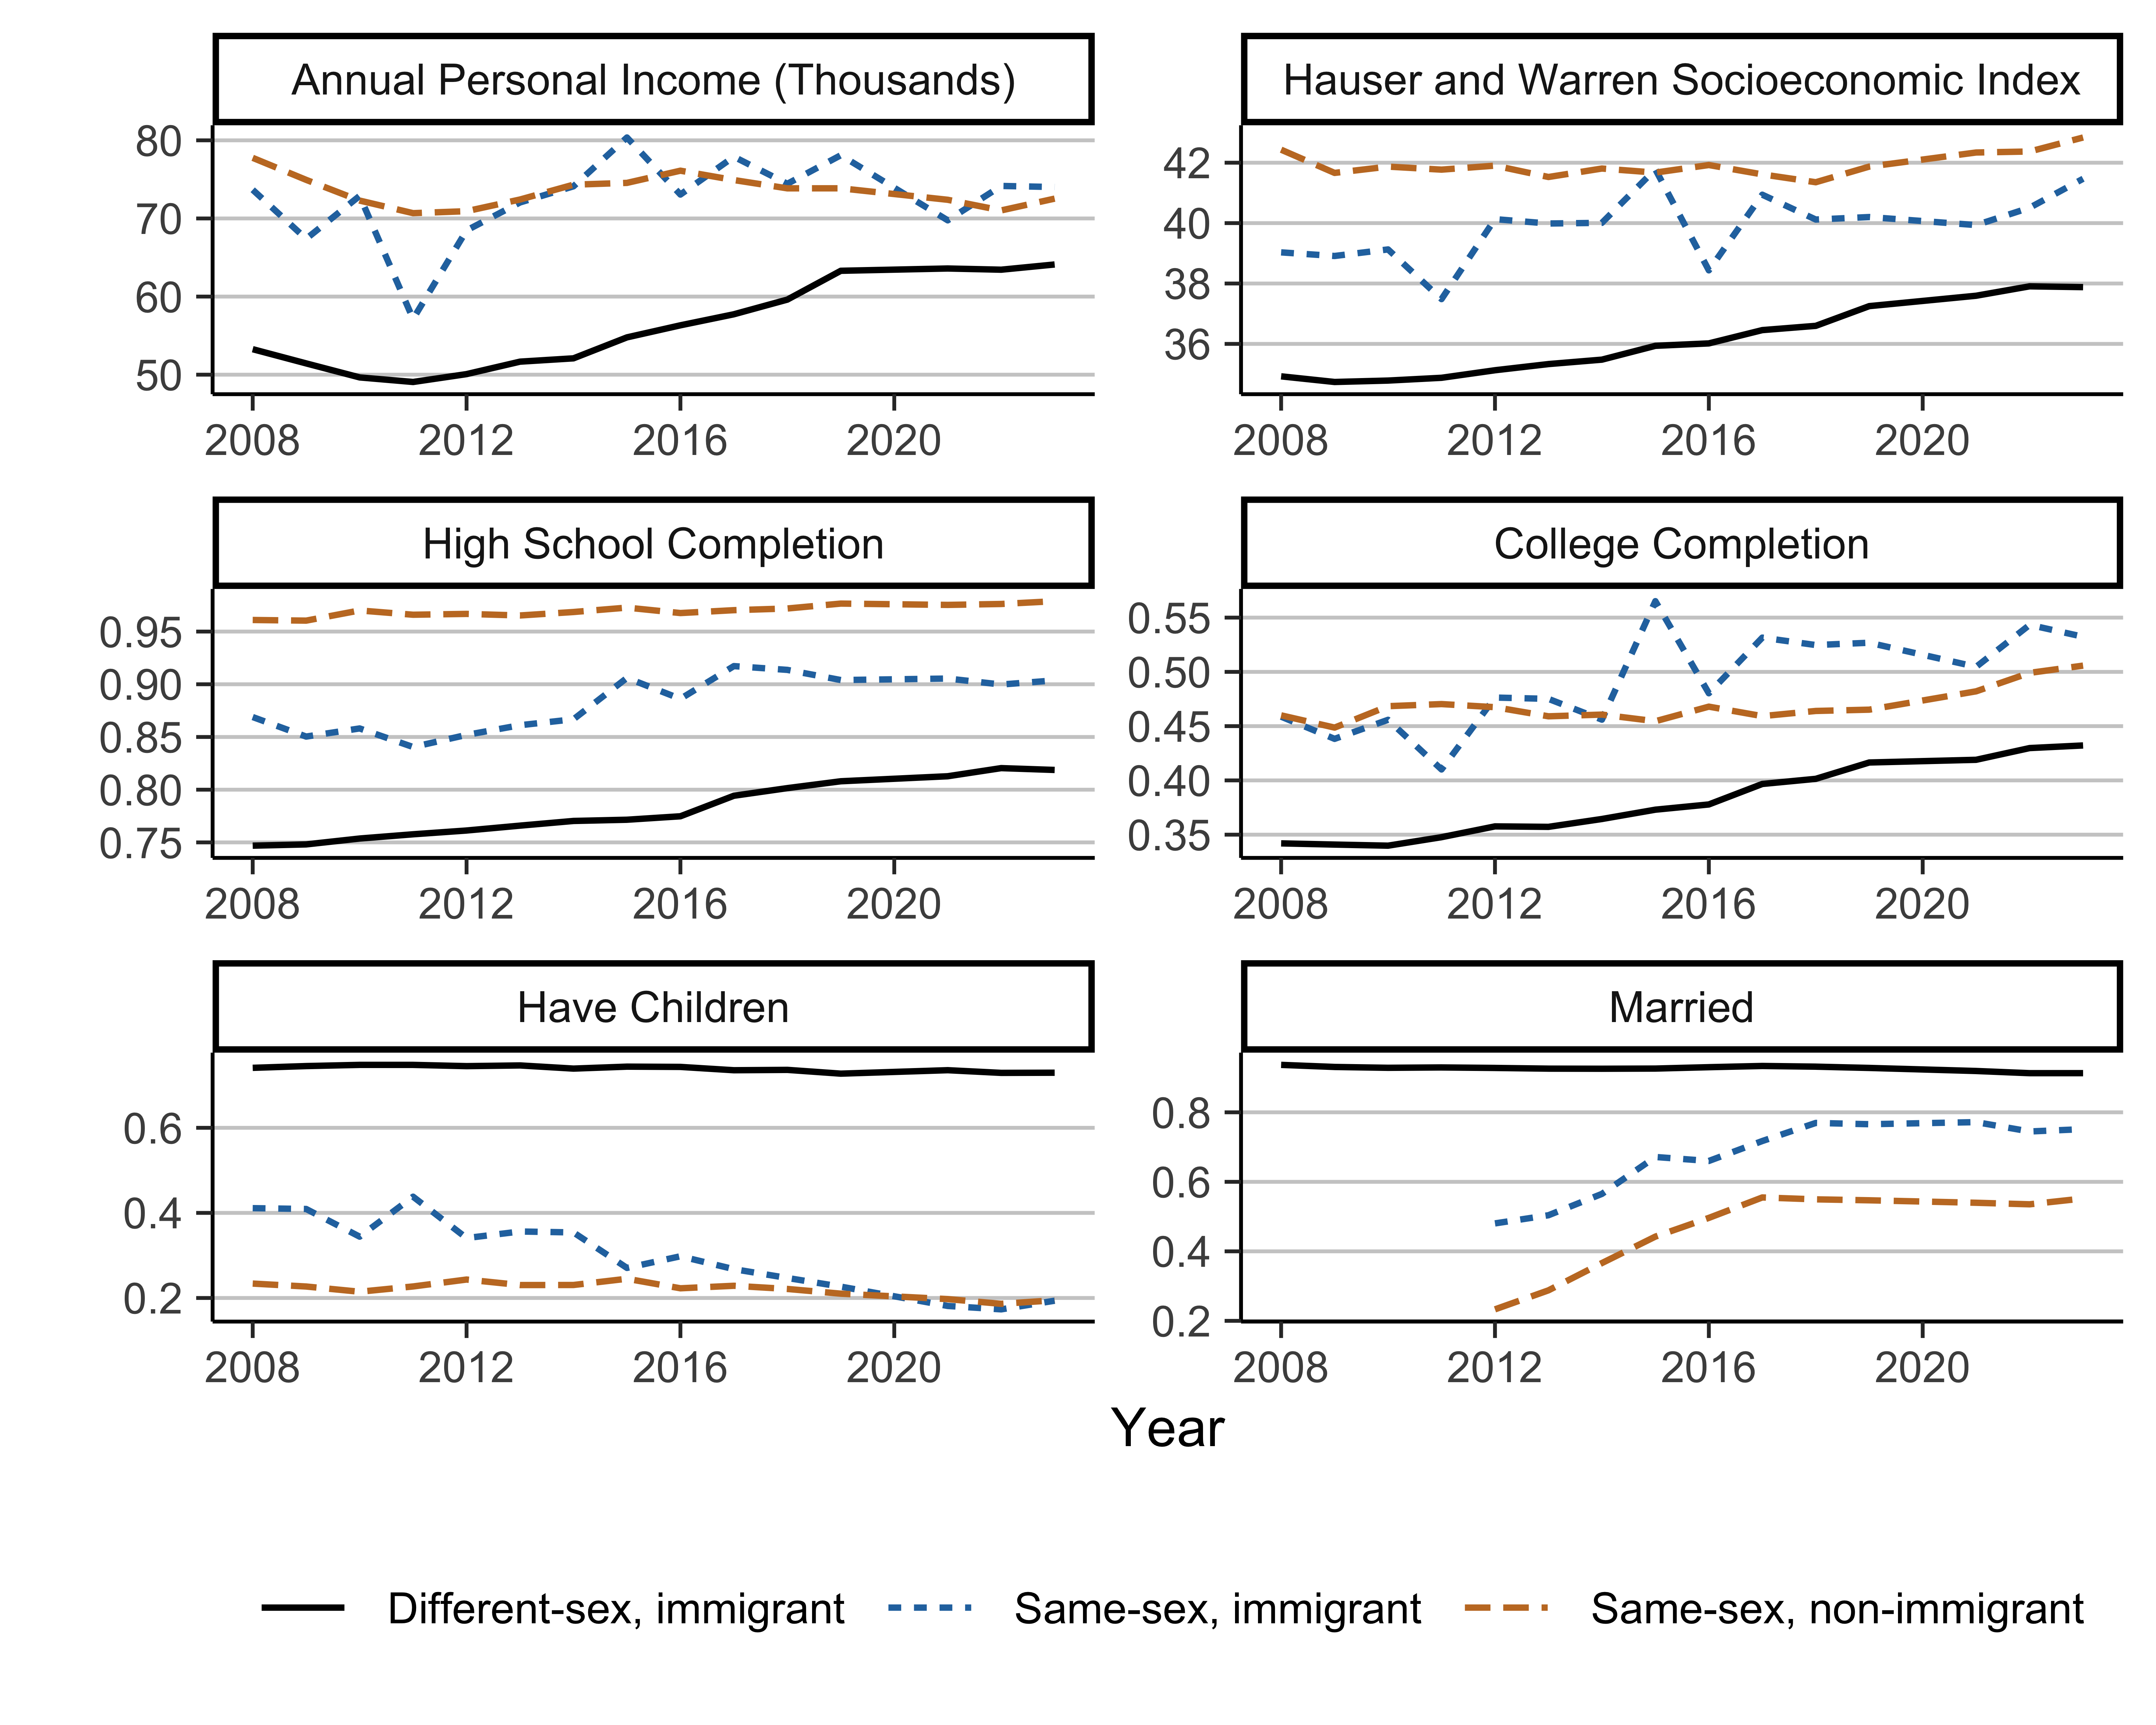 Annual Personal Income (Thousands)
80
70
60
50
2008 2012 2016 2020
Hauser and Warren Socioeconomic Index
42
40
38
36
2008 2012 2016 2020
High School Completion
0.95
0.90
0.85
0.80
0.75
2008 2012 2016 2020
College Completion
0.55
0.50
0.45
0.40
0.35
2008 2012 2016 2020
Have Children
0.6
0.4
0.2
2008 2012 2016 2020
Married
0.8
0.6
0.4
0.2
2008 2012 2016 2020
Year
Different-sex, immigrant Same-sex, immigrant Same-sex, non-immigrant